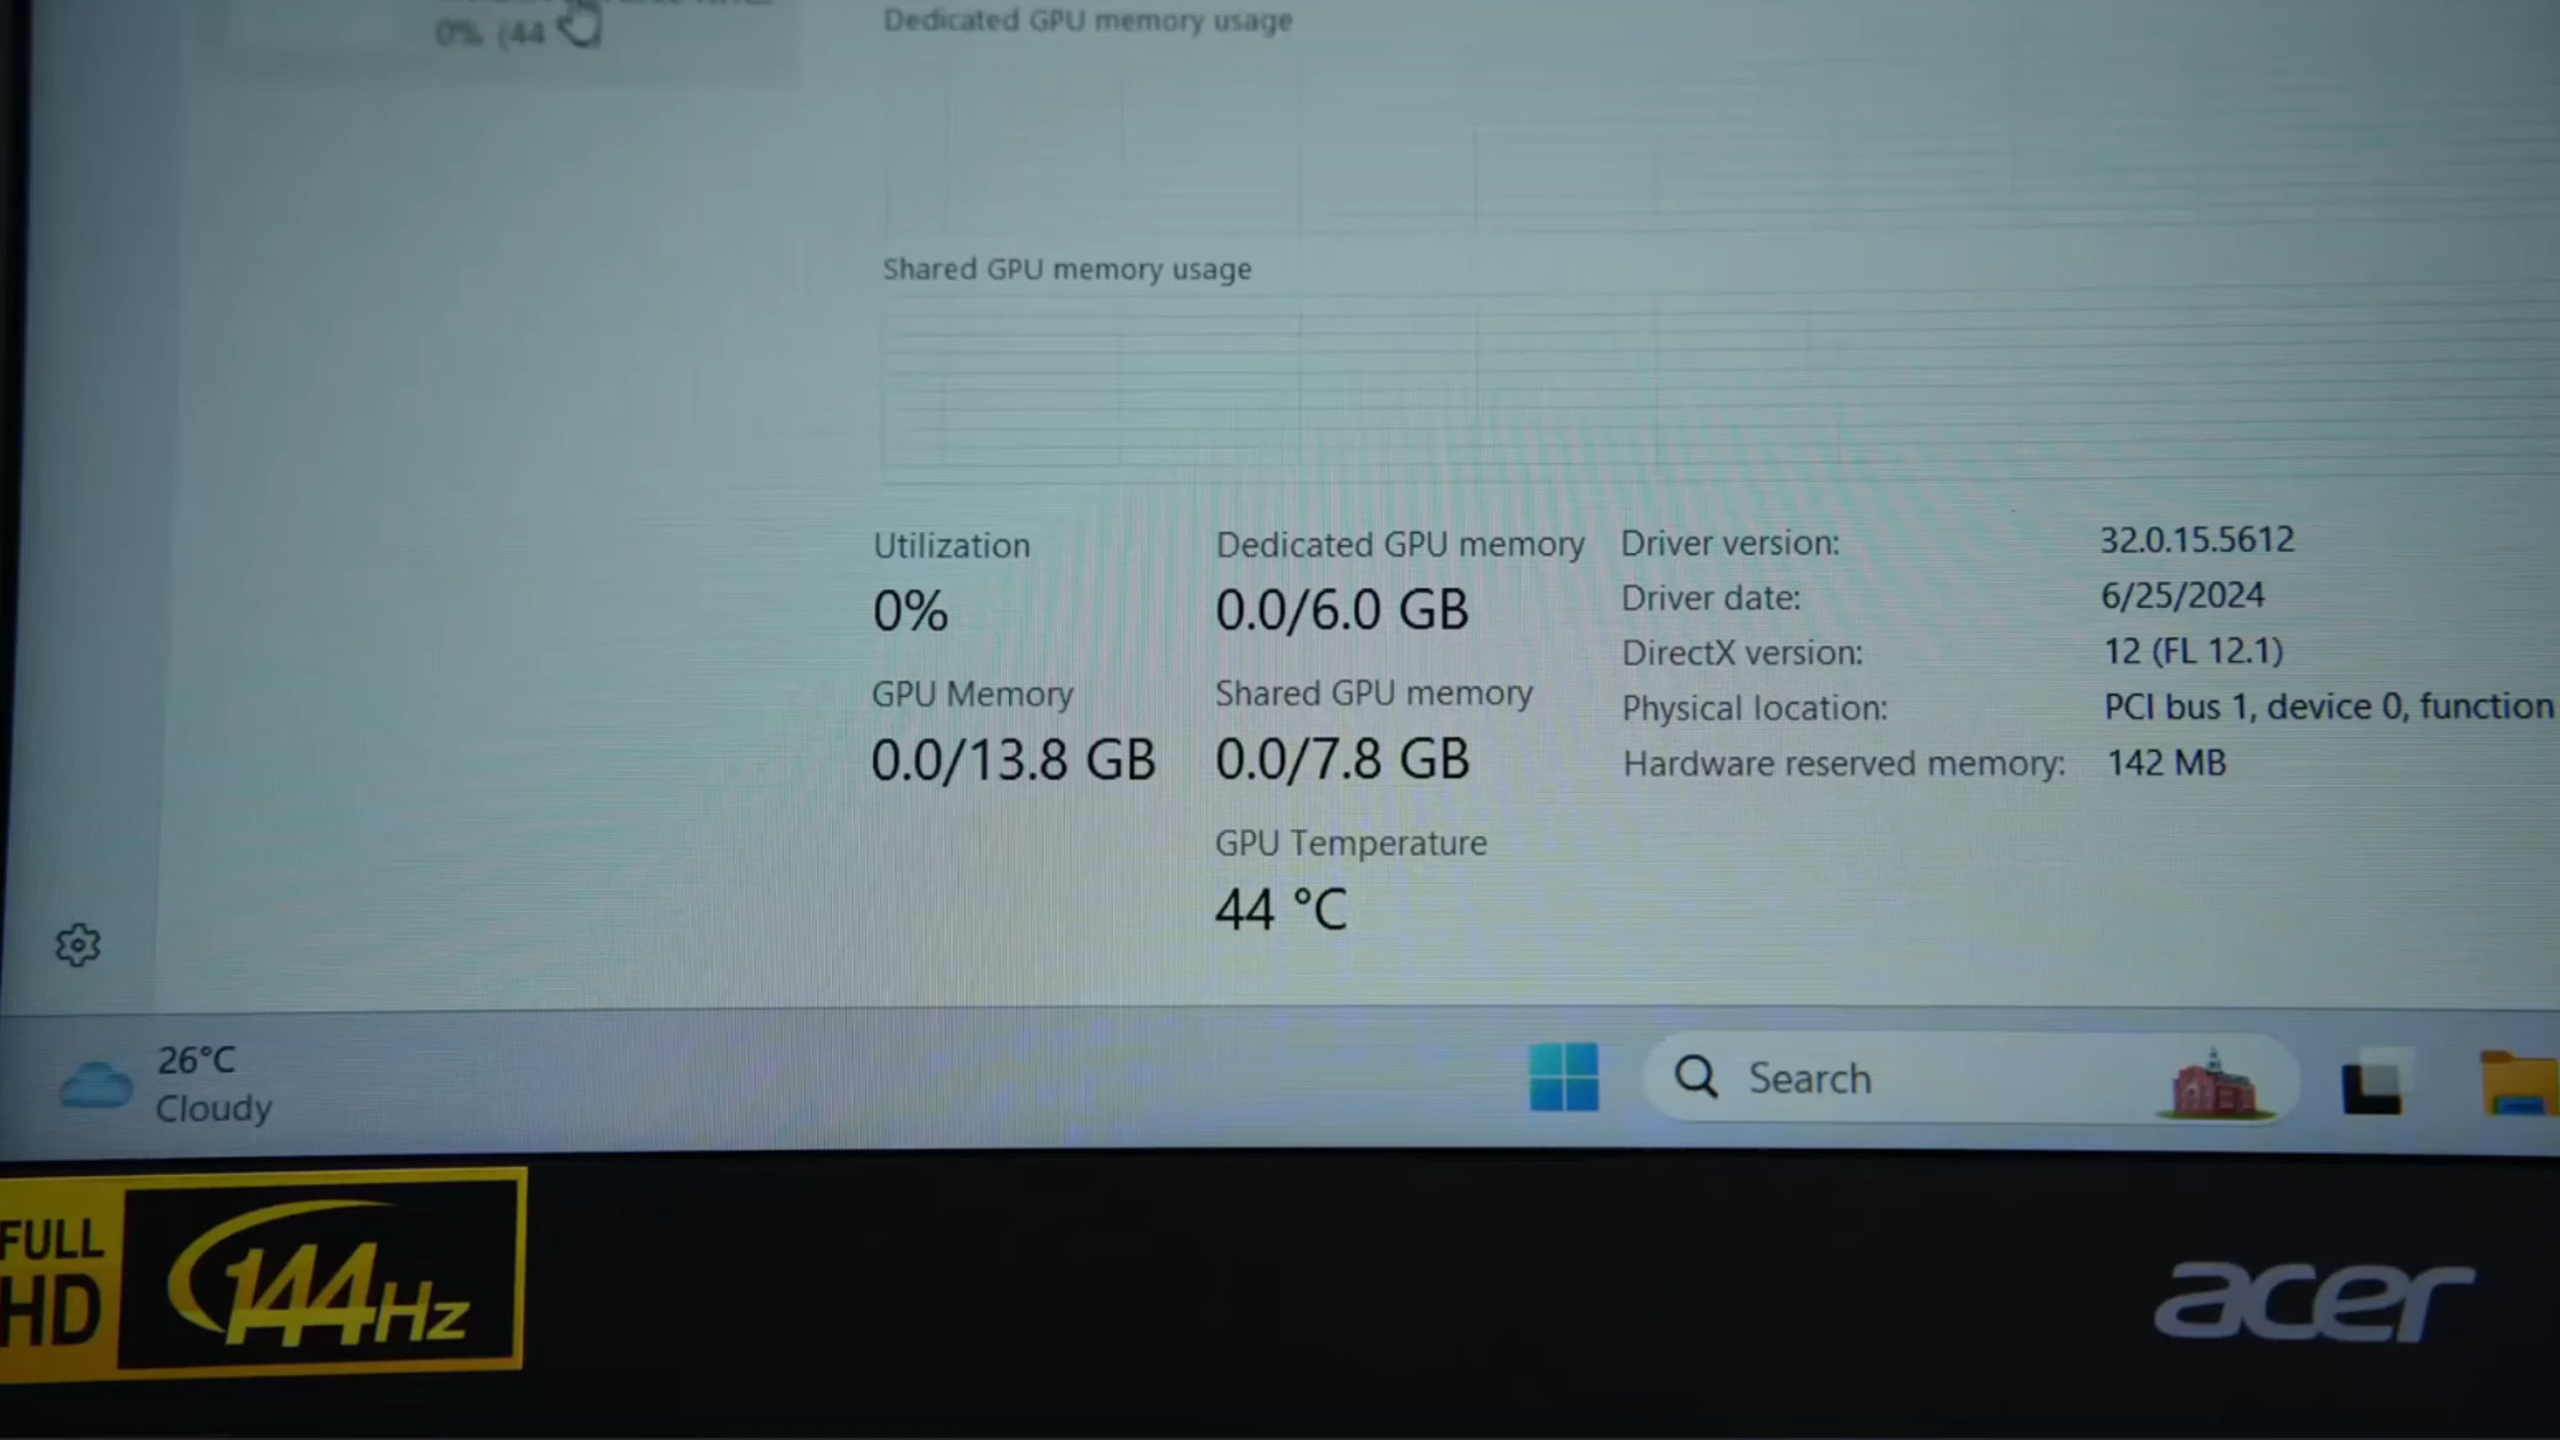 0% (44
Dedicated GPU memory usage
Shared GPU memory usage
Utilization
0%
Dedicated GPU memory
0.0/6.0 GB
GPU Memory
0.0/13.8 GB
Shared GPU memory
0.0/7.8 GB
GPU Temperature
44 °C
Driver version: 32.0.15.5612
Driver date: 6/25/2024
DirectX version: 12 (FL 12.1)
Physical location: PCI bus 1, device 0, function
Hardware reserved memory: 142 MB
26°C
Cloudy
Search
FULL
HD
144Hz
acer